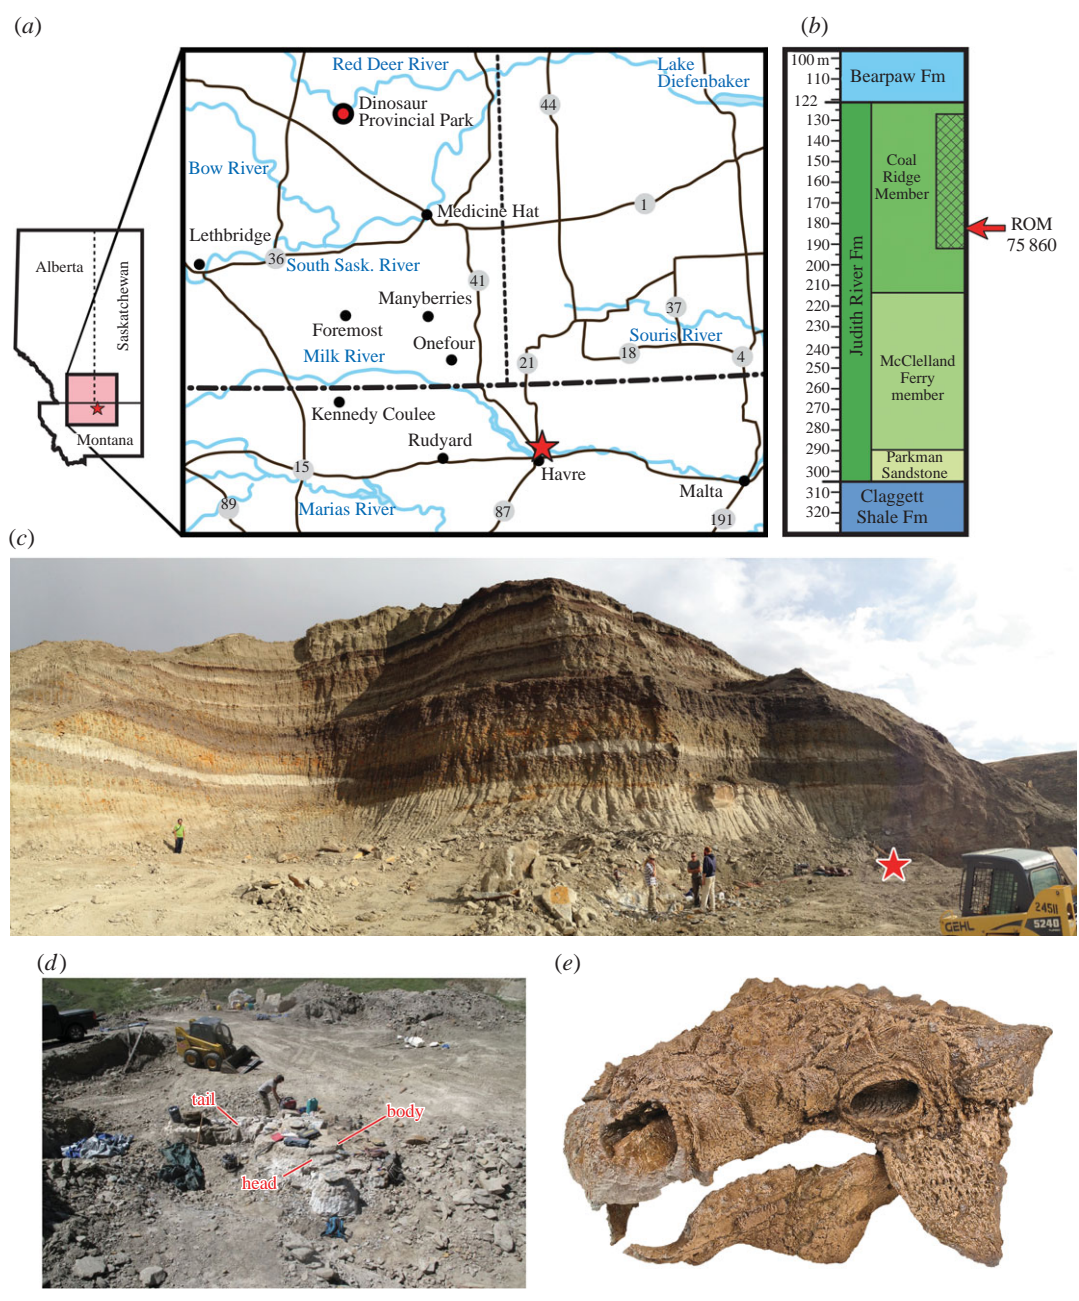 (a)
Red Deer River
Lake
Diefenbaker
Dinosaur
Provincial Park
44
Bow River
Medicine Hat
1
Lethbridge
36
South Sask. River
41
Manyberries
37
Foremost
Onefour
Souris River
Milk River
21
18
4
Kennedy Coulee
Rudyard
15
Havre
Malta
89
Marias River
87
191
Alberta
Saskatchewan
Montana
(b)
100 m
110
122
130
140
150
160
170
180
190
200
210
220
230
240
250
260
270
280
290
300
310
320
Bearpaw Fm
Judith River Fm
Coal
Ridge
Member
ROM
75 860
McClelland
Ferry
member
Parkman
Sandstone
Claggett
Shale Fm
(c)
24511
GEHL
5240
(d)
tail
body
head
(e)